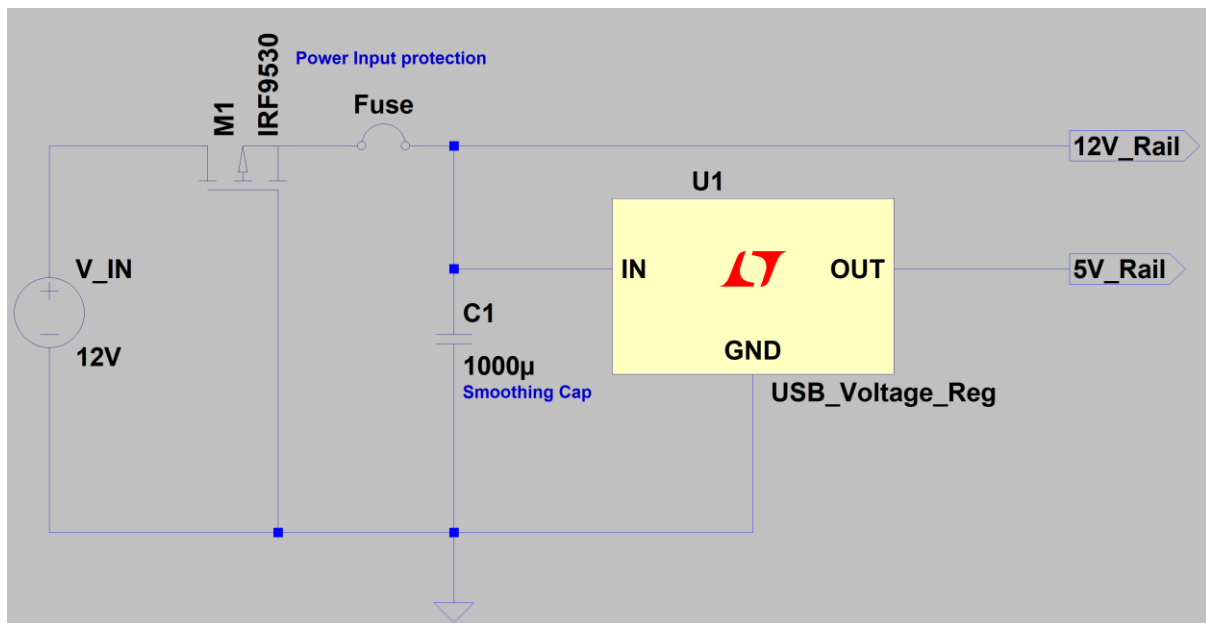 M1
IRF9530
Power Input protection
Fuse
12V_Rail
U1
V_IN
IN
OUT
5V_Rail
C1
12V
GND
1000µ
Smoothing Cap
USB_Voltage_Reg